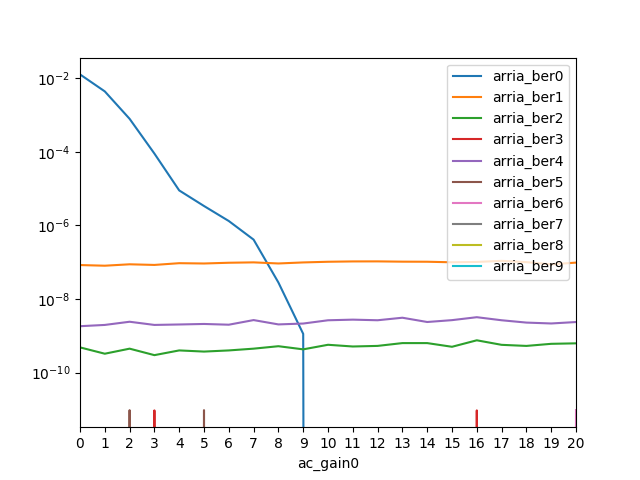 10⁻²
10⁻⁴
10⁻⁶
10⁻⁸
10⁻¹⁰
arria_ber0
arria_ber1
arria_ber2
arria_ber3
arria_ber4
arria_ber5
arria_ber6
arria_ber7
arria_ber8
arria_ber9
0 1 2 3 4 5 6 7 8 9 10 11 12 13 14 15 16 17 18 19 20
ac_gain0